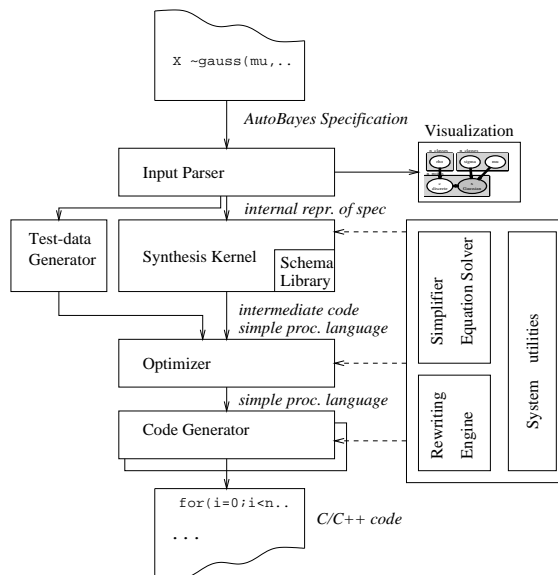 X ~gauss(mu,..
AutoBayes Specification
Visualization
Input Parser
internal repr. of spec
Test-data
Generator
Synthesis Kernel
Schema
Library
intermediate code
simple proc. language
Optimizer
simple proc. language
Code Generator
for(i=0;i<n..
...
C/C++ code
Simplifier
Equation Solver
Rewriting
Engine
System utilities